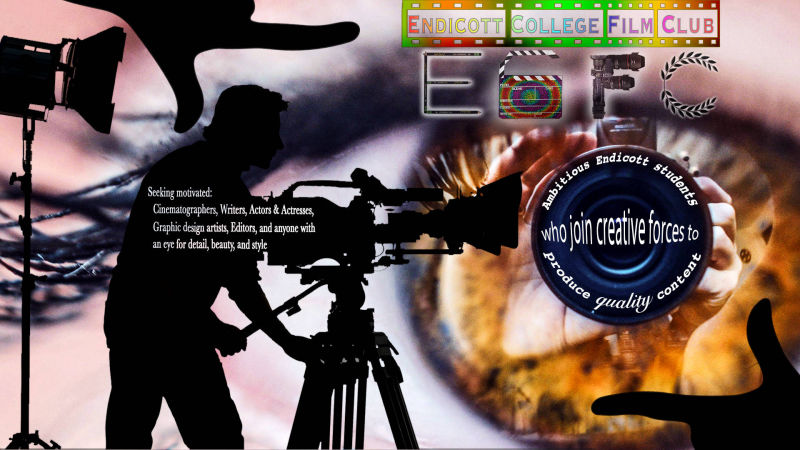 Endicott College Film Club
ECFC
Seeking motivated:
Cinematographers, Writers, Actors & Actresses,
Graphic design artists, Editors, and anyone with
an eye for detail, beauty, and style
Ambitious Endicott students
who join creative forces to
produce quality content